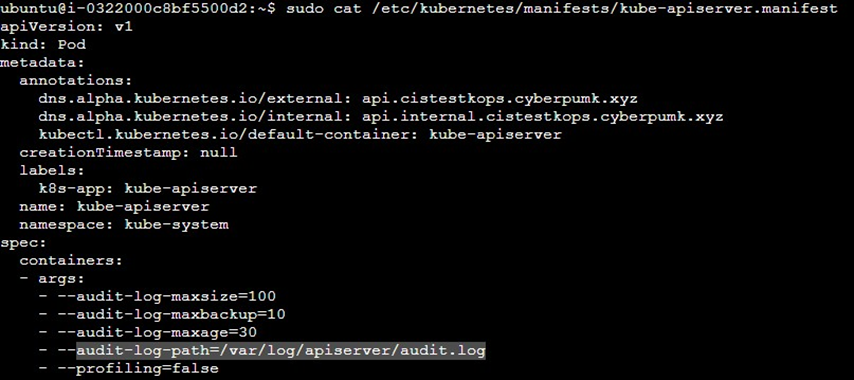 ubuntu@i-0322000c8bf5500d2:~$ sudo cat /etc/kubernetes/manifests/kube-apiserver.manifest
apiVersion: v1
kind: Pod
metadata:
  annotations:
    dns.alpha.kubernetes.io/external: api.cistestkops.cyberpumk.xyz
    dns.alpha.kubernetes.io/internal: api.internal.cistestkops.cyberpumk.xyz
    kubectl.kubernetes.io/default-container: kube-apiserver
  creationTimestamp: null
  labels:
    k8s-app: kube-apiserver
  name: kube-apiserver
  namespace: kube-system
spec:
  containers:
  - args:
    - --audit-log-maxsize=100
    - --audit-log-maxbackup=10
    - --audit-log-maxage=30
    - --audit-log-path=/var/log/apiserver/audit.log
    - --profiling=false